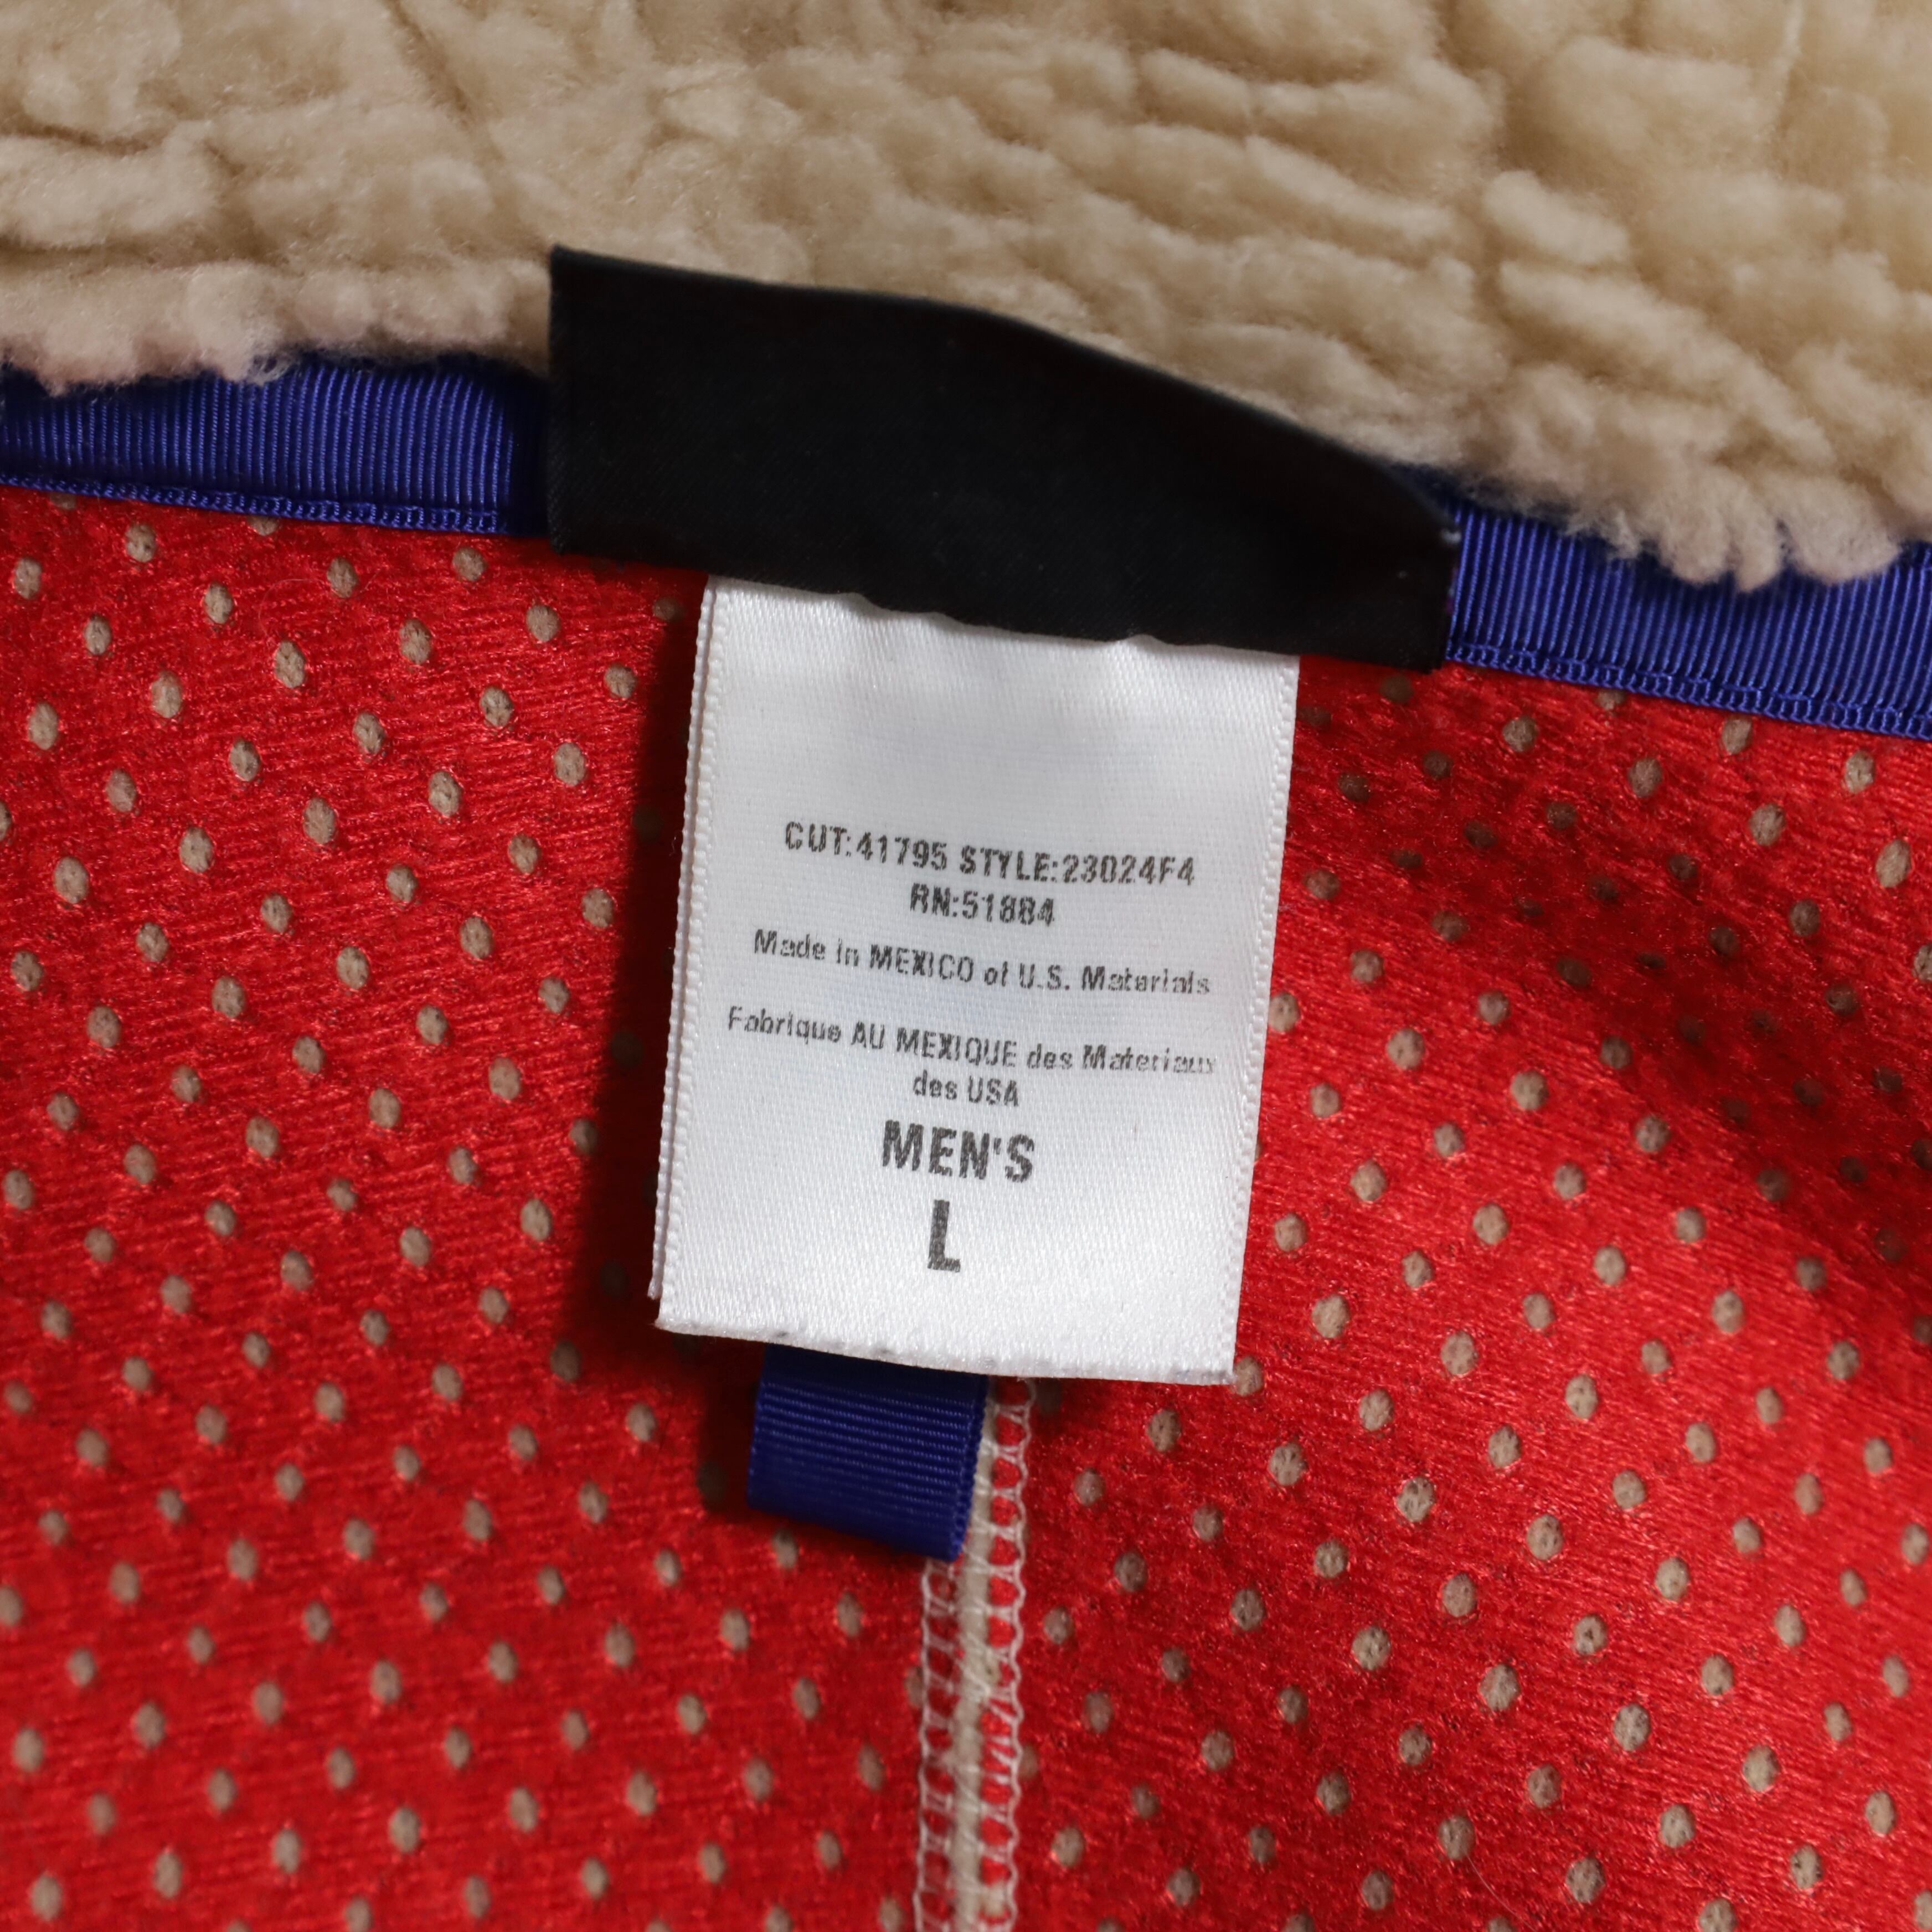 CUT:41795 STYLE:23024F4
RN:51884
Made in MEXICO of U.S. Materials
Fabrique AU MEXIQUE des Materiaux
des USA
MEN'S
L